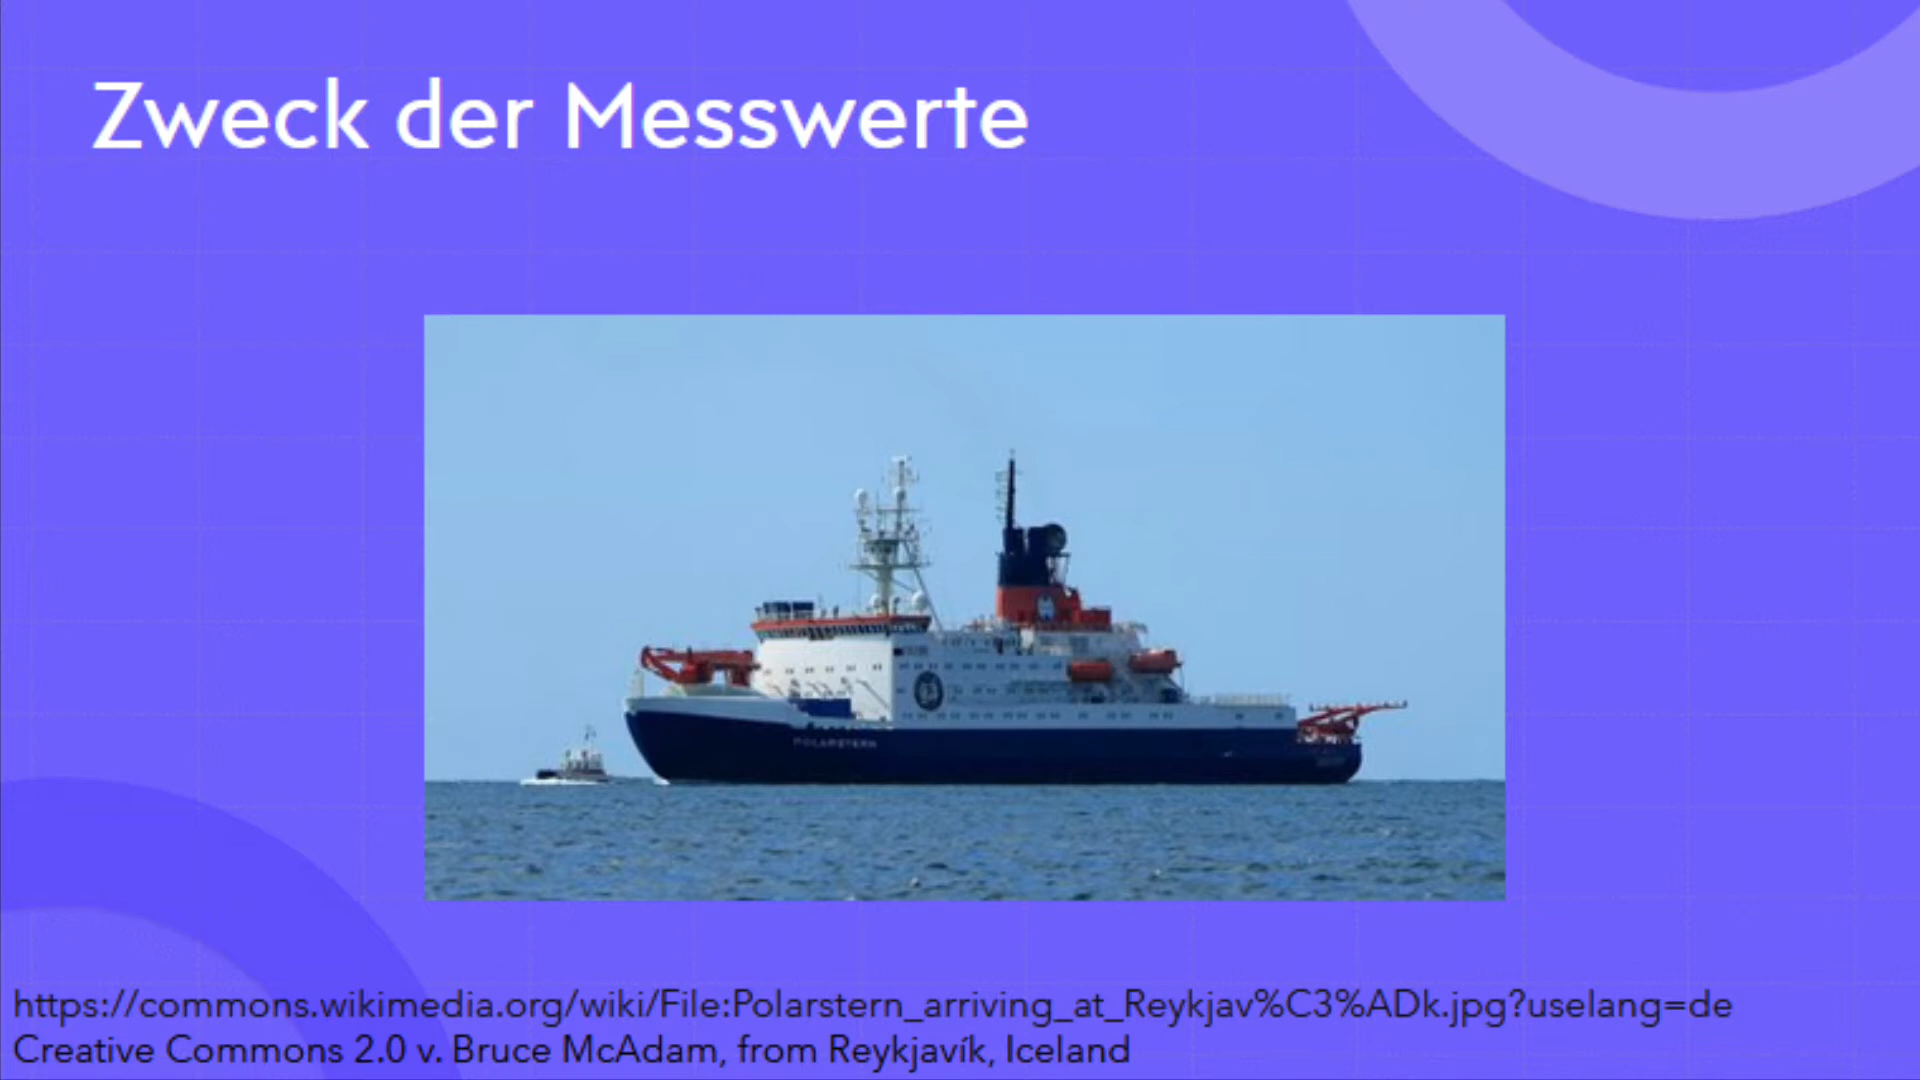 Zweck der Messwerte
POLARSTERN
https://commons.wikimedia.org/wiki/File:Polarstern_arriving_at_Reykjav%C3%ADk.jpg?uselang=de
Creative Commons 2.0 v. Bruce McAdam, from Reykjavík, Iceland